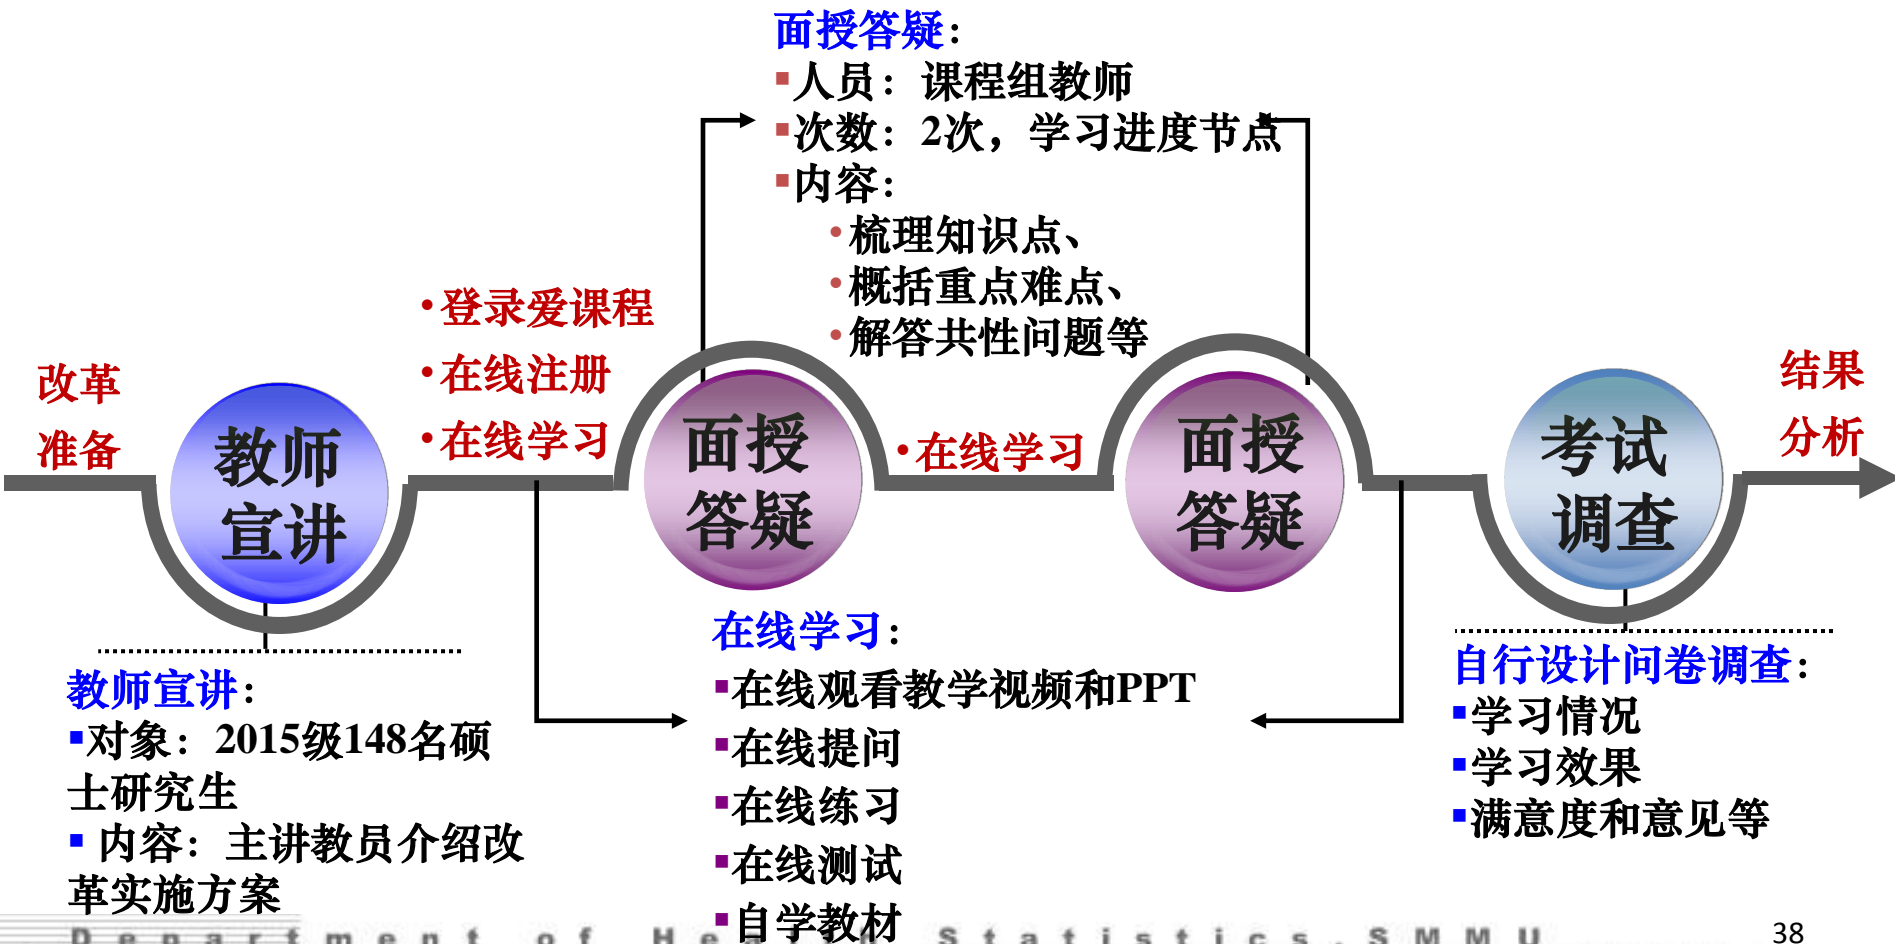 面授答疑：
▪人员：课程组教师
▪次数：2次，学习进度节点
▪内容：
•梳理知识点、
•概括重点难点、
•解答共性问题等
改革
准备
教师
宣讲
•登录爱课程
•在线注册
•在线学习
面授
答疑
•在线学习
面授
答疑
考试
调查
结果
分析
教师宣讲：
▪对象：2015级148名硕
士研究生
▪内容：主讲教员介绍改
革实施方案
在线学习：
▪在线观看教学视频和PPT
▪在线提问
▪在线练习
▪在线测试
▪自学教材
自行设计问卷调查：
▪学习情况
▪学习效果
▪满意度和意见等
Department of Health Statistics, SMMU
38